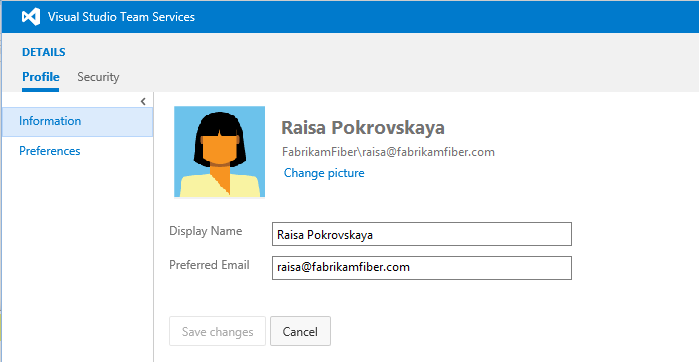 Visual Studio Team Services
DETAILS
Profile Security
Information
Preferences
Raisa Pokrovskaya
FabrikamFiber\raisa@fabrikamfiber.com
Change picture
Display Name Raisa Pokrovskaya
Preferred Email raisa@fabrikamfiber.com
Save changes Cancel